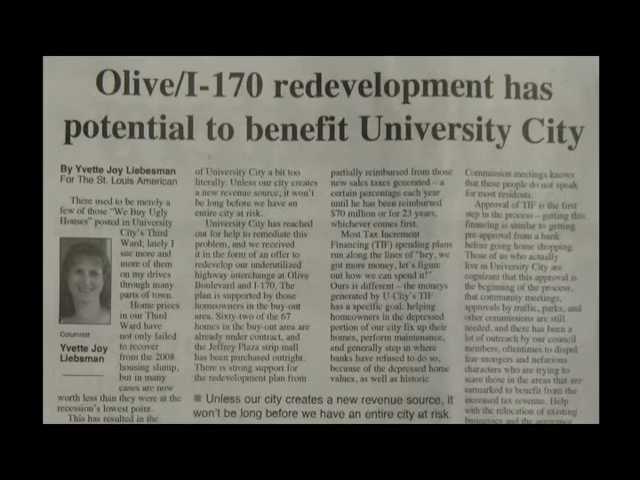 Olive/I-170 redevelopment has
potential to benefit University City
By Yvette Joy Liebesman
For The St. Louis American
There used to be merely a
few of those "We Buy Ugly
Houses" posted in University
City's Third
Ward; lately I
see more and
more of them
on my drives
through many
parts of town.
Home prices
in our Third
Ward have
not only failed
to recover
from the 2008
housing slump,
but in many
cases are now
worth less than they were at the
recession's lowest point.
This has resulted in the
Columnist
Yvette Joy
Liebesman
of University City a bit too
literally. Unless our city creates
a new revenue source, it won't
be long before we have an
entire city at risk.
University City has reached
out for help to remediate this
problem, and we received
it in the form of an offer to
redevelop our underutilized
highway interchange at Olive
Boulevard and I-170. The
plan is supported by those
homeowners in the buy-out
area. Sixty-two of the 67
homes in the buy-out area are
already under contract, and
the Jeffrey Plaza strip mall
has been purchased outright.
There is strong support for
the redevelopment plan from
partially reimbursed from those
new sales taxes generated – a
certain percentage each year
until he has been reimbursed
$70 million or for 23 years,
whichever comes first.
Most Tax Increment
Financing (TIF) spending plans
run along the lines of "hey, we
got more money, let's figure
out how we can spend it!"
Ours is different – the moneys
generated by U-City's TIF
has a specific goal: helping
homeowners in the depressed
portion of our city fix up their
homes, perform maintenance,
and generally step in where
banks have refused to do so,
because of the depressed home
values, as well as historic
■ Unless our city creates a new revenue source, it
won't be long before we have an entire city at risk.
Commission meetings knows
that these people do not speak
for most residents.
Approval of TIF is the first
step in the process – getting this
financing is similar to getting
pre-approval from a bank
before going home shopping.
Those of us who actually
live in University City are
cognizant that this approval is
the beginning of the process,
that community meetings,
approvals by traffic, parks, and
other commissions are still
needed, and there has been a
lot of outreach by our council
members, oftentimes to dispel
fear-mongers and nefarious
characters who are trying to
scare those in the areas that are
earmarked to benefit from the
increased tax revenue. Help
with the relocation of existing
businesses and the assurance